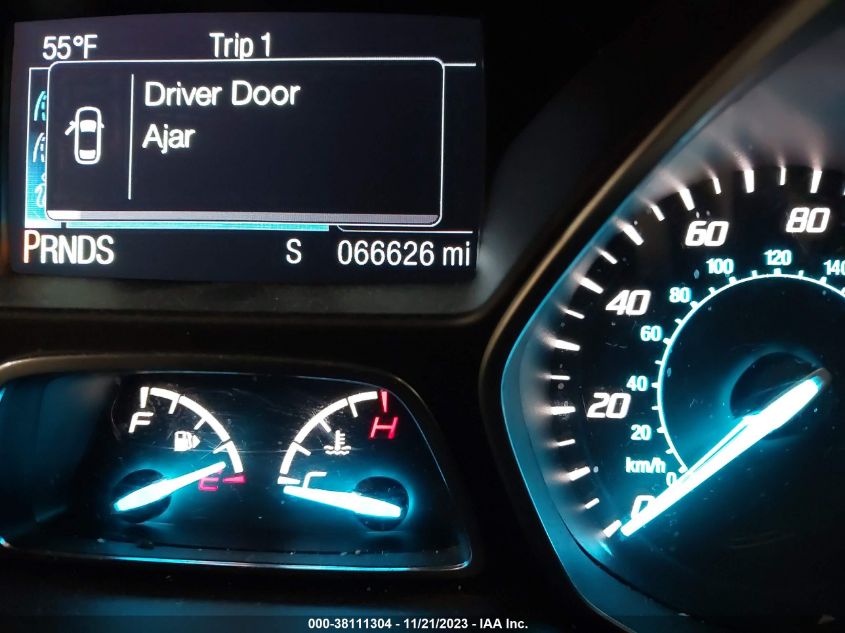 55°F Trip 1
Driver Door
Ajar
PRNDS S 066626 mi
F
E
H
C
80
60
40
20
0
140
120
100
80
60
40
20
0
km/h
000-38111304 - 11/21/2023 - IAA Inc.